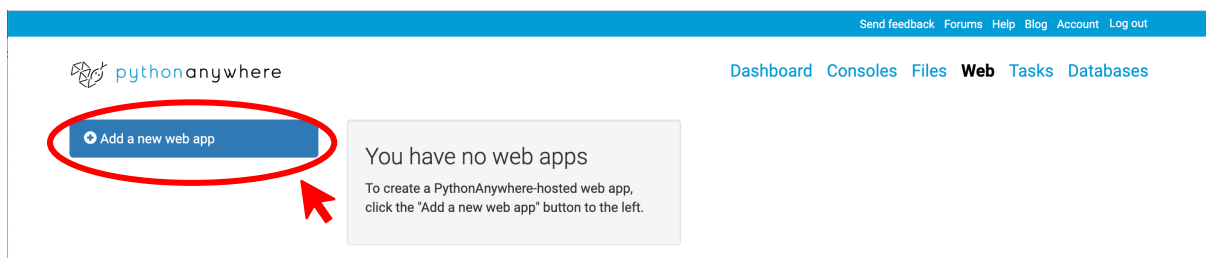 Send feedback Forums Help Blog Account Log out
pythonanywhere
Dashboard Consoles Files Web Tasks Databases
Add a new web app
You have no web apps
To create a PythonAnywhere-hosted web app,
click the "Add a new web app" button to the left.